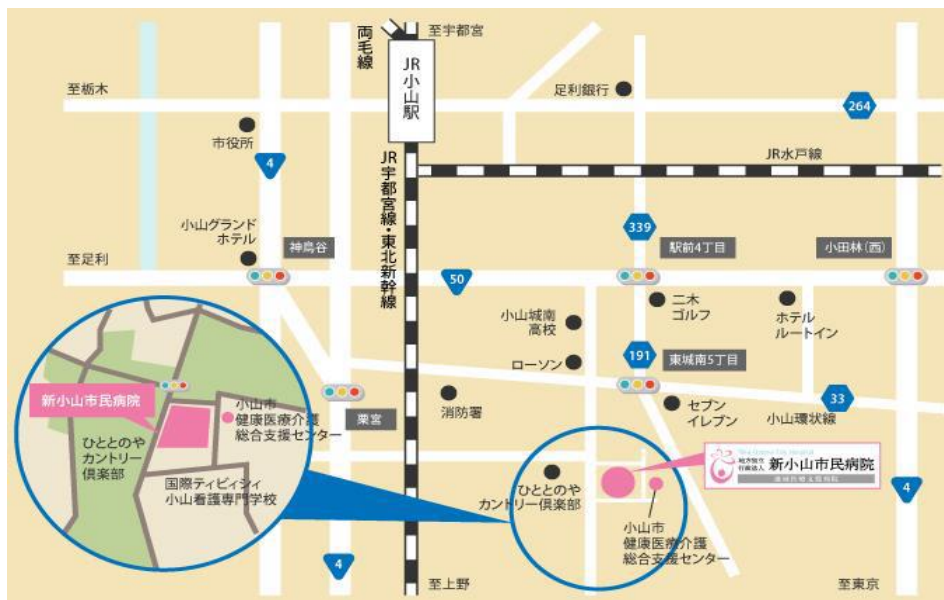 両毛線
至宇都宮
JR小山駅
足利銀行
至栃木
264
市役所
4
JR水戸線
JR宇都宮線・東北新幹線
小山グランド
ホテル
神鳥谷
339
駅前4丁目
小田林(西)
至足利
50
二木
ゴルフ
ホテル
ルートイン
小山城南
高校
ローソン
191
東城南5丁目
新小山市民病院
小山市
健康医療介護
総合支援センター
栗宮
消防署
セブン
イレブン
33
小山環状線
ひととのや
カントリー
倶楽部
国際ティビィシィ
小山看護専門学校
地方独立
行政法人
新小山市民病院
ひととのや
カントリー倶楽部
4
小山市
健康医療介護
総合支援センター
4
至上野
至東京